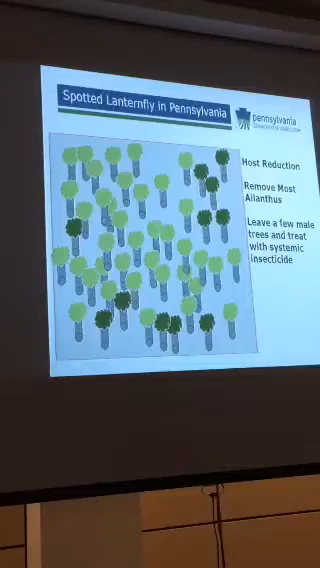 Spotted Lanternfly in Pennsylvania
pennsylvania
Host Reduction
Remove Most
Ailanthus
Leave a few male
trees and treat
with systemic
insecticide